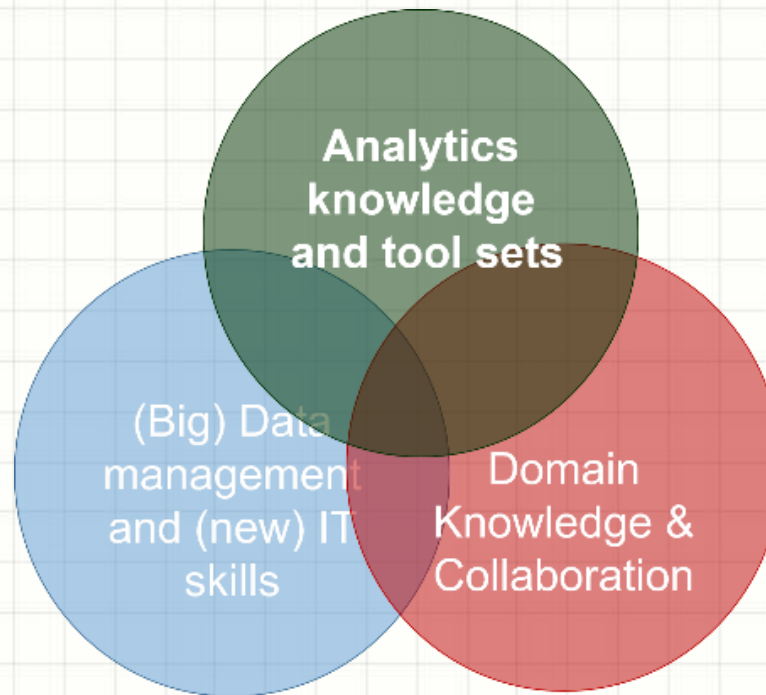 Analytics
knowledge
and tool sets
(Big) Data
management
and (new) IT
skills
Domain
Knowledge &
Collaboration